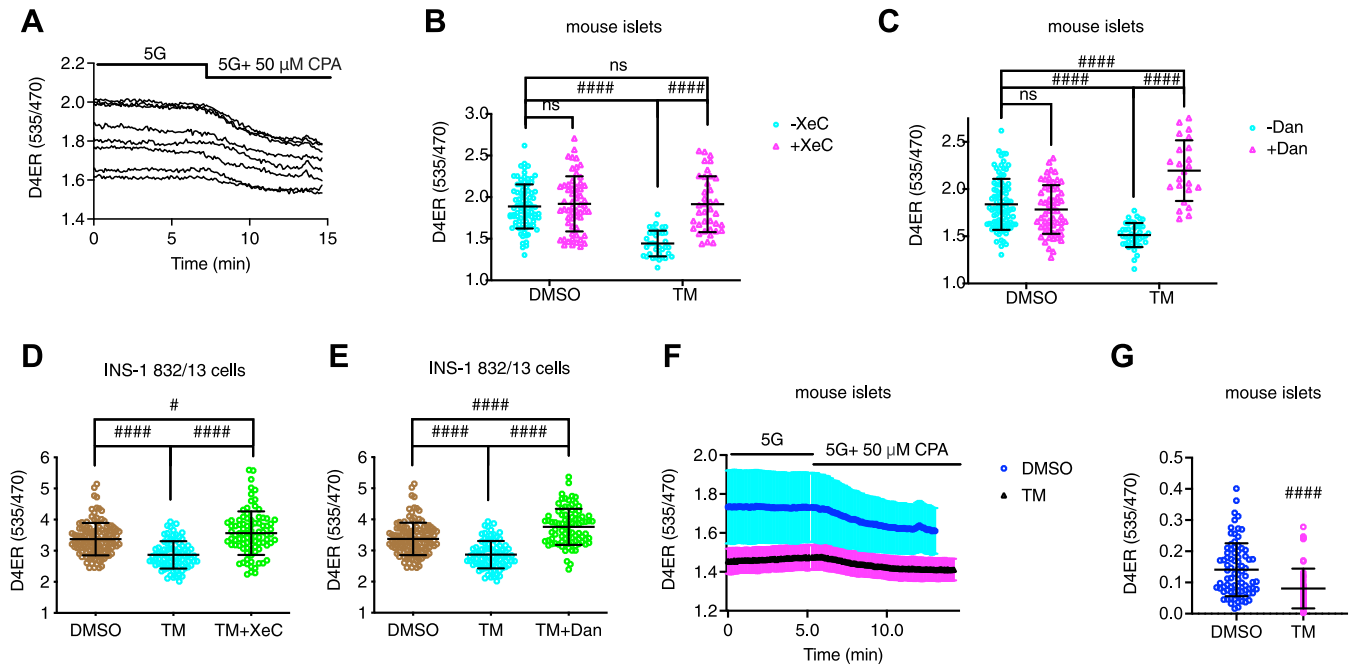 A
5G
5G+ 50 μM CPA
D4ER (535/470)
2.2
2.0
1.8
1.6
1.4
0
5
10
15
Time (min)
B
mouse islets
ns
####
####
ns
-XeC
+XeC
D4ER (535/470)
3.0
2.5
2.0
1.5
1.0
DMSO
TM
C
mouse islets
####
####
####
ns
-Dan
+Dan
D4ER (535/470)
2.5
2.0
1.5
1.0
DMSO
TM
D
INS-1 832/13 cells
#
####
####
D4ER (535/470)
6
5
4
3
2
1
DMSO
TM
TM+XeC
E
INS-1 832/13 cells
####
####
####
D4ER (535/470)
6
5
4
3
2
1
DMSO
TM
TM+Dan
F
mouse islets
5G
5G+ 50 μM CPA
DMSO
TM
D4ER (535/470)
2.0
1.8
1.6
1.4
1.2
0
5.0
10.0
Time (min)
G
mouse islets
####
D4ER (535/470)
0.5
0.4
0.3
0.2
0.1
0.0
DMSO
TM